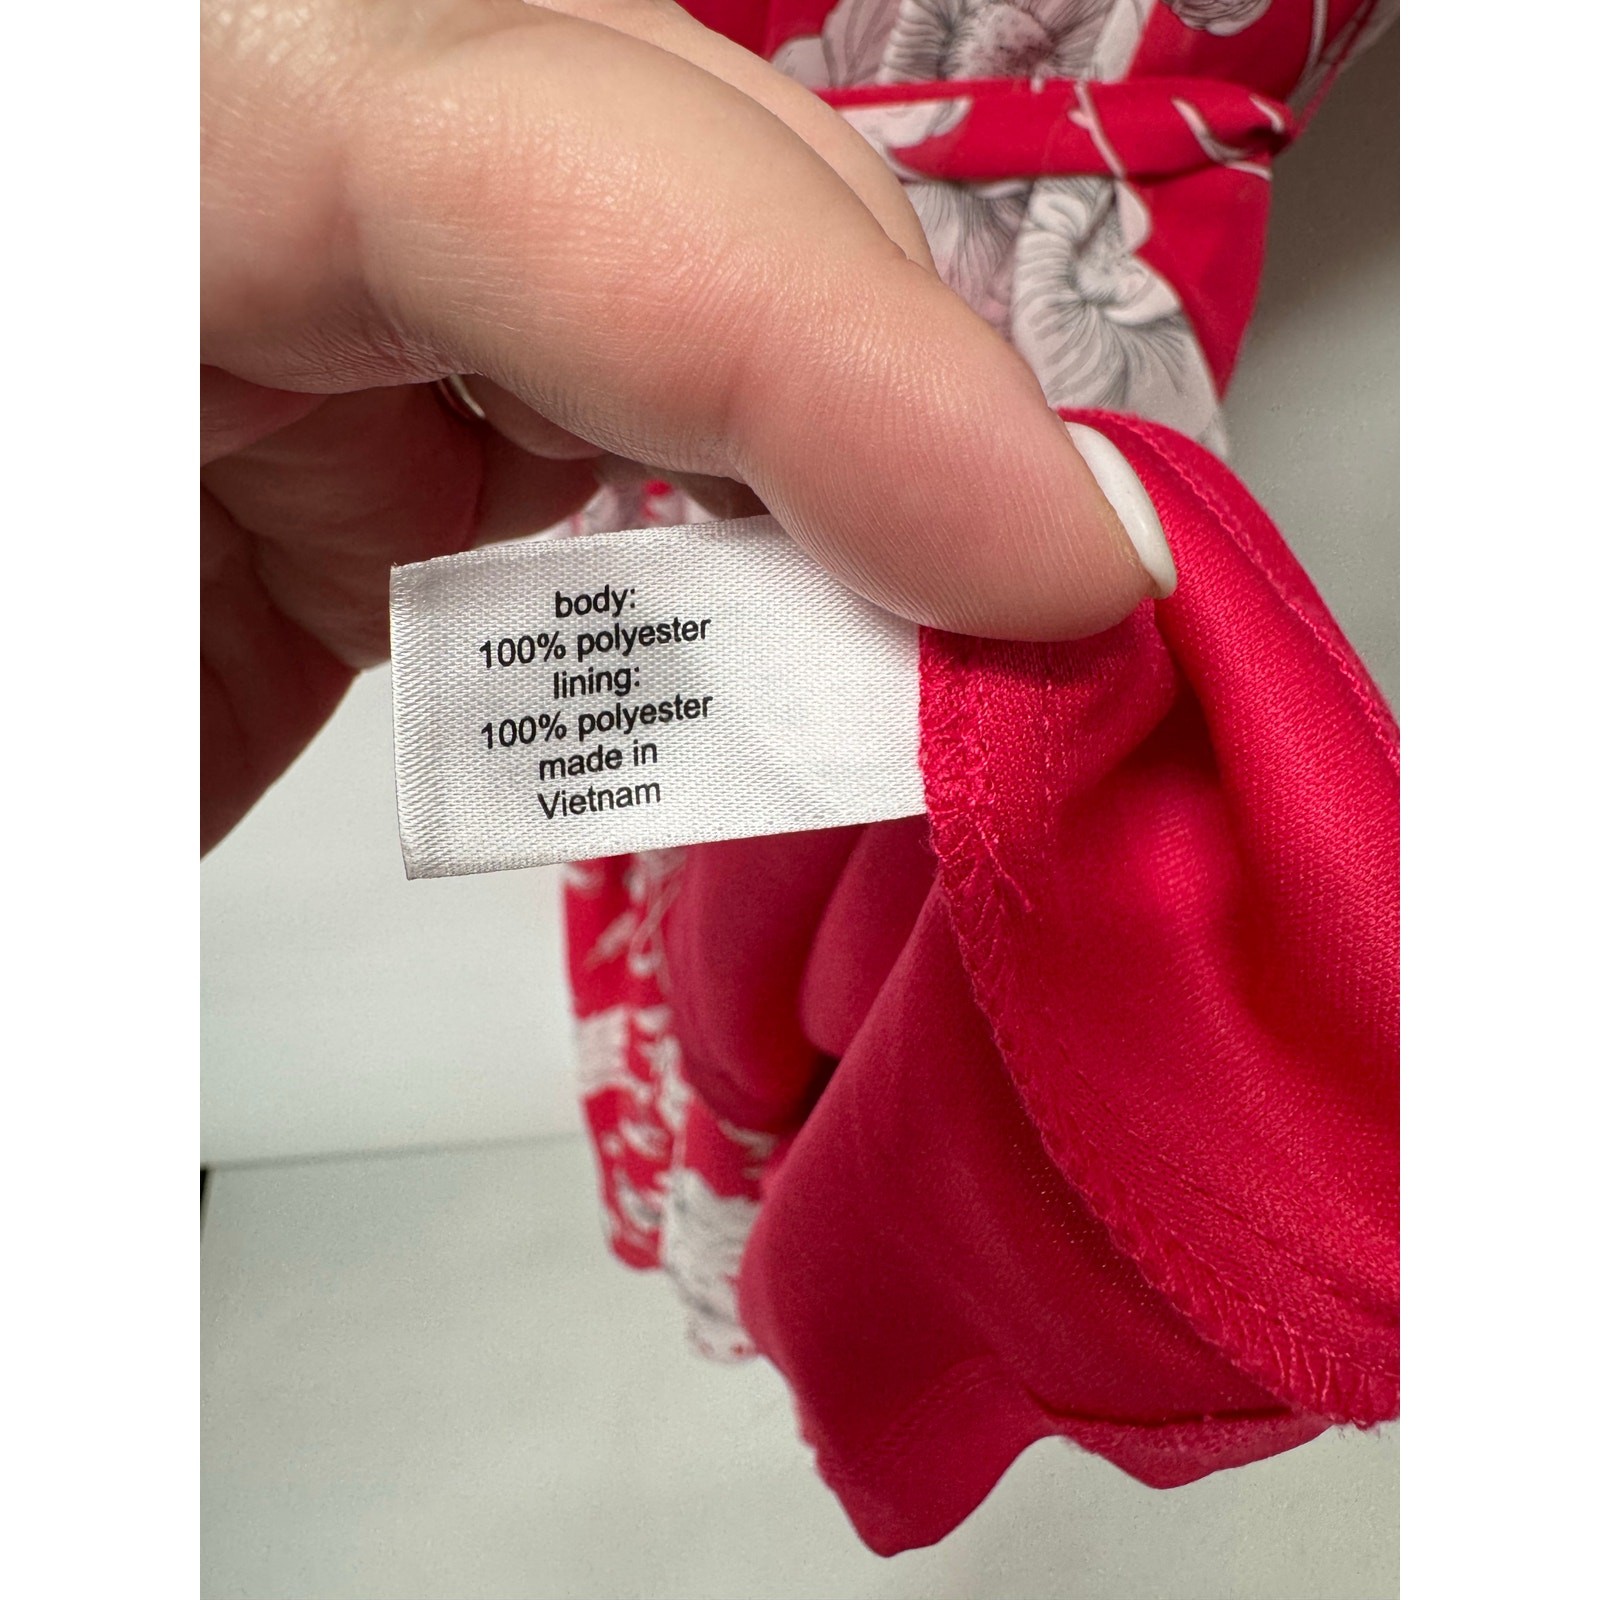 body:
100% polyester
lining:
100% polyester
made in
Vietnam